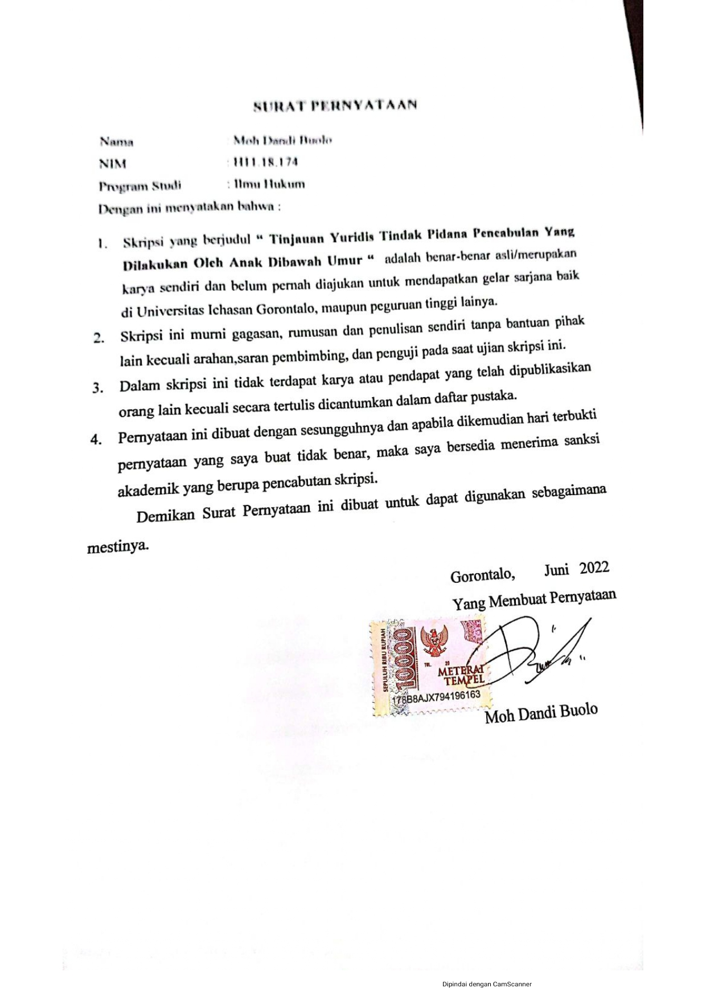 SURAT PERNYATAAN
Nama : Moh Dandi Buolo
NIM : H11.18.174
Program Studi : Ilmu Hukum
Dengan ini menyatakan bahwa :
1. Skripsi yang berjudul “ Tinjauan Yuridis Tindak Pidana Pencabulan Yang
Dilakukan Oleh Anak Dibawah Umur “ adalah benar-benar asli/merupakan
karya sendiri dan belum pernah diajukan untuk mendapatkan gelar sarjana baik
di Universitas Ichasan Gorontalo, maupun peguruan tinggi lainya.
2. Skripsi ini murni gagasan, rumusan dan penulisan sendiri tanpa bantuan pihak
lain kecuali arahan,saran pembimbing, dan penguji pada saat ujian skripsi ini.
3. Dalam skripsi ini tidak terdapat karya atau pendapat yang telah dipublikasikan
orang lain kecuali secara tertulis dicantumkan dalam daftar pustaka.
4. Pernyataan ini dibuat dengan sesungguhnya dan apabila dikemudian hari terbukti
pernyataan yang saya buat tidak benar, maka saya bersedia menerima sanksi
akademik yang berupa pencabutan skripsi.
Demikan Surat Pernyataan ini dibuat untuk dapat digunakan sebagaimana
mestinya.
Gorontalo, Juni 2022
Yang Membuat Pernyataan
SEPULUH RIBU RUPIAH
10000
TGL. 20
METERAI
TEMPEL
178B8AJX794196163
Moh Dandi Buolo
Dipindai dengan CamScanner